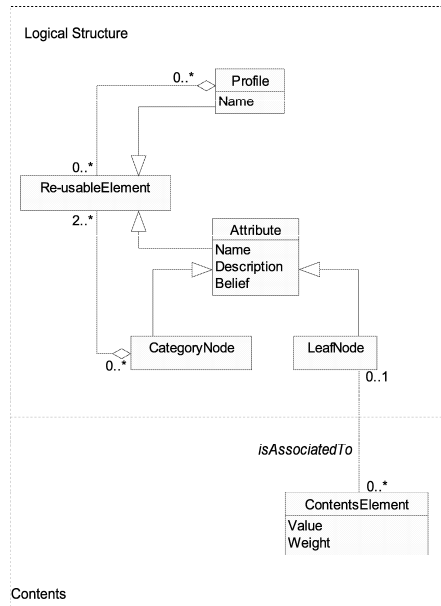 Logical Structure
0..*
Profile
Name
0..*
Re-usableElement
2..*
Attribute
Name
Description
Belief
CategoryNode
0..*
LeafNode
0..1
isAssociatedTo
0..*
ContentsElement
Value
Weight
Contents